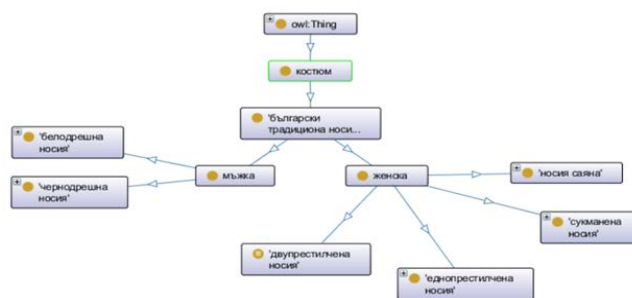 owl:Thing
костюм
'български
традициона носи...
'белодрешна
носия'
'чернодрешна
носия'
мъжка
женска
'носия саяна'
'сукманена
носия'
'двупрестилчена
носия'
'еднопрестилчена
носия'